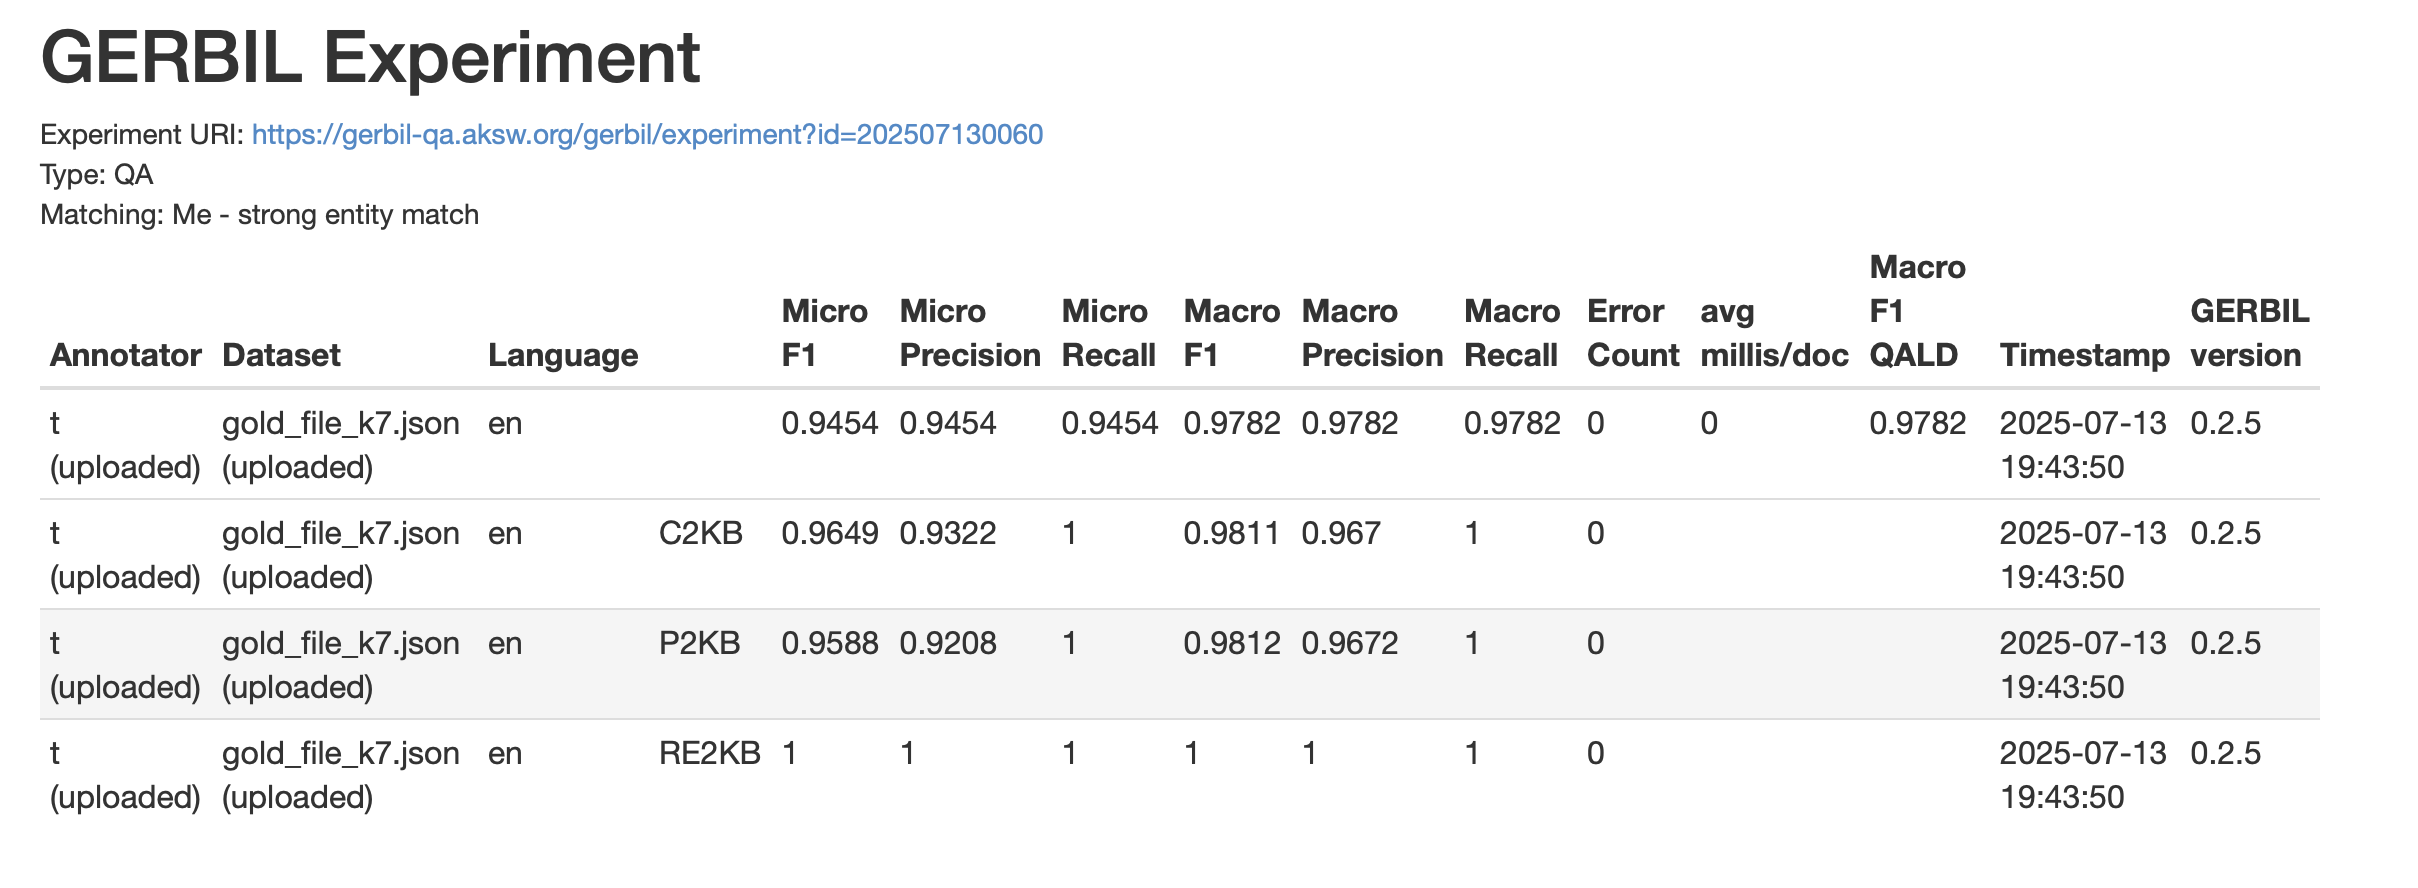 GERBIL Experiment
Experiment URI: https://gerbil-qa.aksw.org/gerbil/experiment?id=202507130060
Type: QA
Matching: Me - strong entity match
Macro
Micro Micro Micro Macro Macro Macro Error avg F1 GERBIL
Annotator Dataset Language F1 Precision Recall F1 Precision Recall Count millis/doc QALD Timestamp version
t gold_file_k7.json en 0.9454 0.9454 0.9454 0.9782 0.9782 0.9782 0 0 0.9782 2025-07-13 0.2.5
(uploaded) (uploaded) 19:43:50
t gold_file_k7.json en C2KB 0.9649 0.9322 1 0.9811 0.967 1 0 2025-07-13 0.2.5
(uploaded) (uploaded) 19:43:50
t gold_file_k7.json en P2KB 0.9588 0.9208 1 0.9812 0.9672 1 0 2025-07-13 0.2.5
(uploaded) (uploaded) 19:43:50
t gold_file_k7.json en RE2KB 1 1 1 1 1 1 0 2025-07-13 0.2.5
(uploaded) (uploaded) 19:43:50